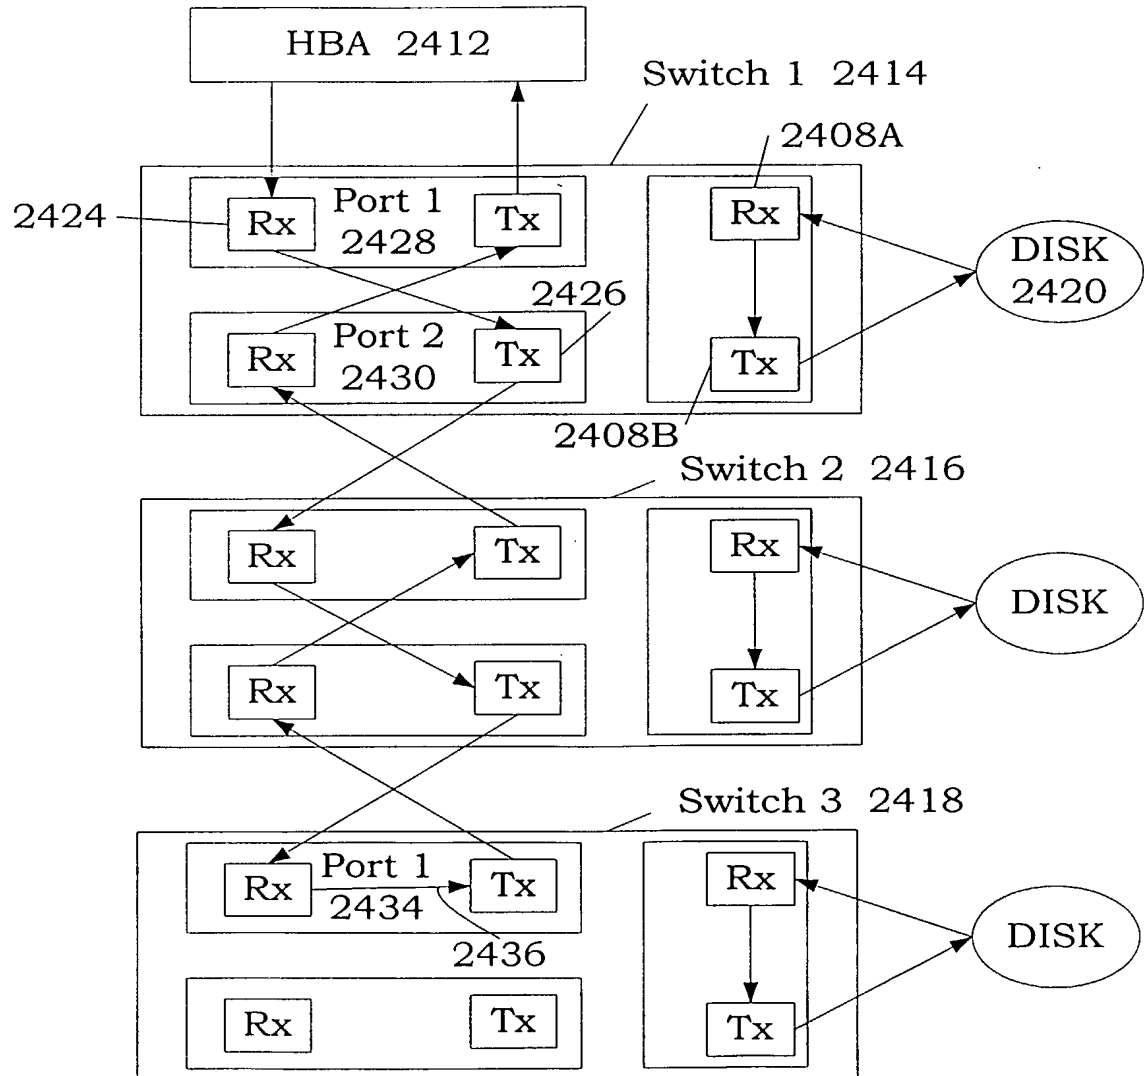 HBA 2412
Switch 1 2414
2408A
2424
Rx
Port 1
2428
Tx
Rx
DISK
2420
2426
Rx
Port 2
2430
Tx
Tx
2408B
Switch 2 2416
Rx
Tx
Rx
DISK
Rx
Tx
Tx
Switch 3 2418
Rx
Port 1
2434
Tx
Rx
2436
DISK
Rx
Tx
Tx